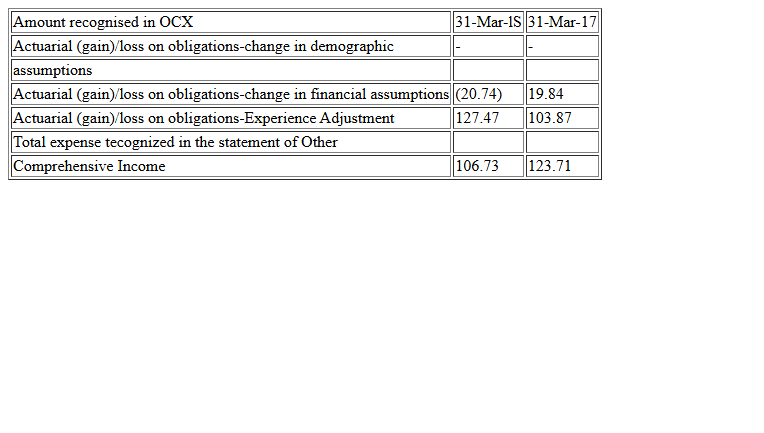 Amount recognised in OCX 31-Mar-lS 31-Mar-17
Actuarial (gain)/loss on obligations-change in demographic - -
assumptions
Actuarial (gain)/loss on obligations-change in financial assumptions (20.74) 19.84
Actuarial (gain)/loss on obligations-Experience Adjustment 127.47 103.87
Total expense tecognized in the statement of Other
Comprehensive Income 106.73 123.71